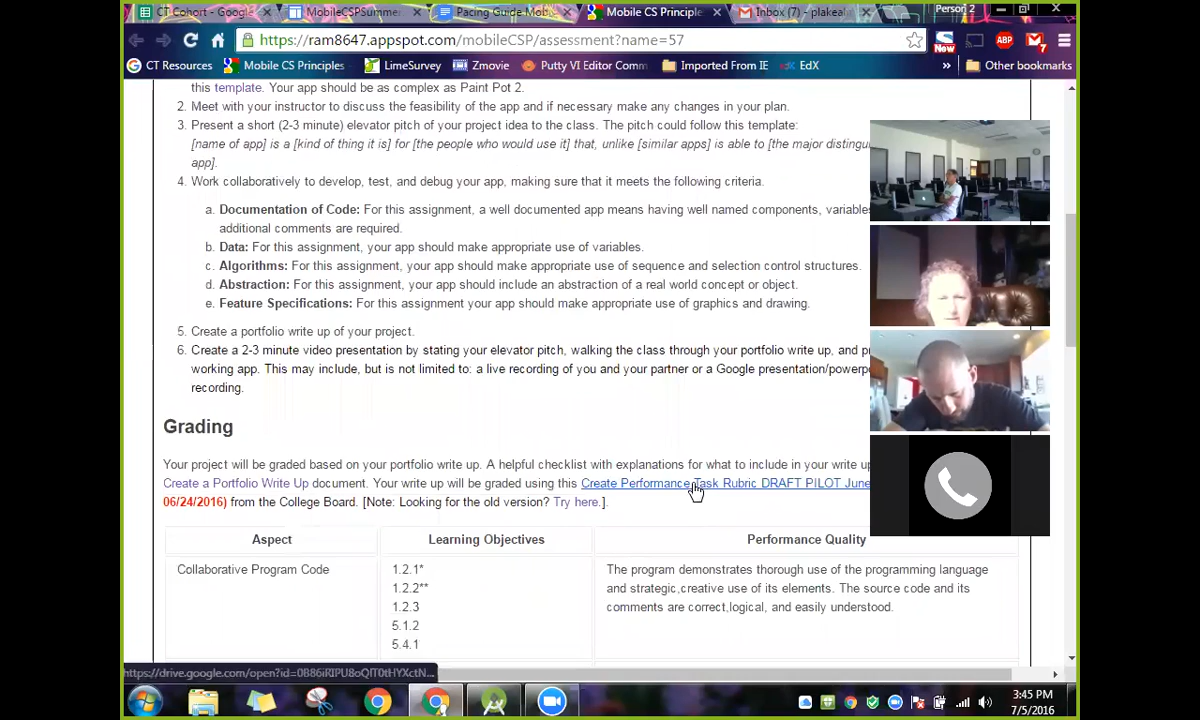 CT Cohort - Google
MobileCSPSumme
Pacing Guide Mobi
Mobile CS Principle
Inbox (7) - plakeah
Person 2
https://ram8647.appspot.com/mobileCSP/assessment?name=57
New
ABP
7
CT Resources
Mobile CS Principles
LimeSurvey
Zmovie
Putty VI Editor Comm
Imported From IE
EdX
»
Other bookmarks
this template. Your app should be as complex as Paint Pot 2.
2. Meet with your instructor to discuss the feasibility of the app and if necessary make any changes in your plan.
3. Present a short (2-3 minute) elevator pitch of your project idea to the class. The pitch could follow this template:
[name of app] is a [kind of thing it is] for [the people who would use it] that, unlike [similar apps] is able to [the major distingu
app].
4. Work collaboratively to develop, test, and debug your app, making sure that it meets the following criteria.
a. Documentation of Code: For this assignment, a well documented app means having well named components, variables
additional comments are required.
b. Data: For this assignment, your app should make appropriate use of variables.
c. Algorithms: For this assignment, your app should make appropriate use of sequence and selection control structures.
d. Abstraction: For this assignment, your app should include an abstraction of a real world concept or object.
e. Feature Specifications: For this assignment your app should make appropriate use of graphics and drawing.
5. Create a portfolio write up of your project.
6. Create a 2-3 minute video presentation by stating your elevator pitch, walking the class through your portfolio write up, and pr
working app. This may include, but is not limited to: a live recording of you and your partner or a Google presentation/powerp
recording.
Grading
Your project will be graded based on your portfolio write up. A helpful checklist with explanations for what to include in your write up
Create a Portfolio Write Up document. Your write up will be graded using this Create Performance Task Rubric DRAFT PILOT June
06/24/2016) from the College Board. [Note: Looking for the old version? Try here.].
Aspect
Learning Objectives
Performance Quality
Collaborative Program Code
1.2.1*
1.2.2**
1.2.3
5.1.2
5.4.1
The program demonstrates thorough use of the programming language
and strategic,creative use of its elements. The source code and its
comments are correct,logical, and easily understood.
3:45 PM
7/5/2016